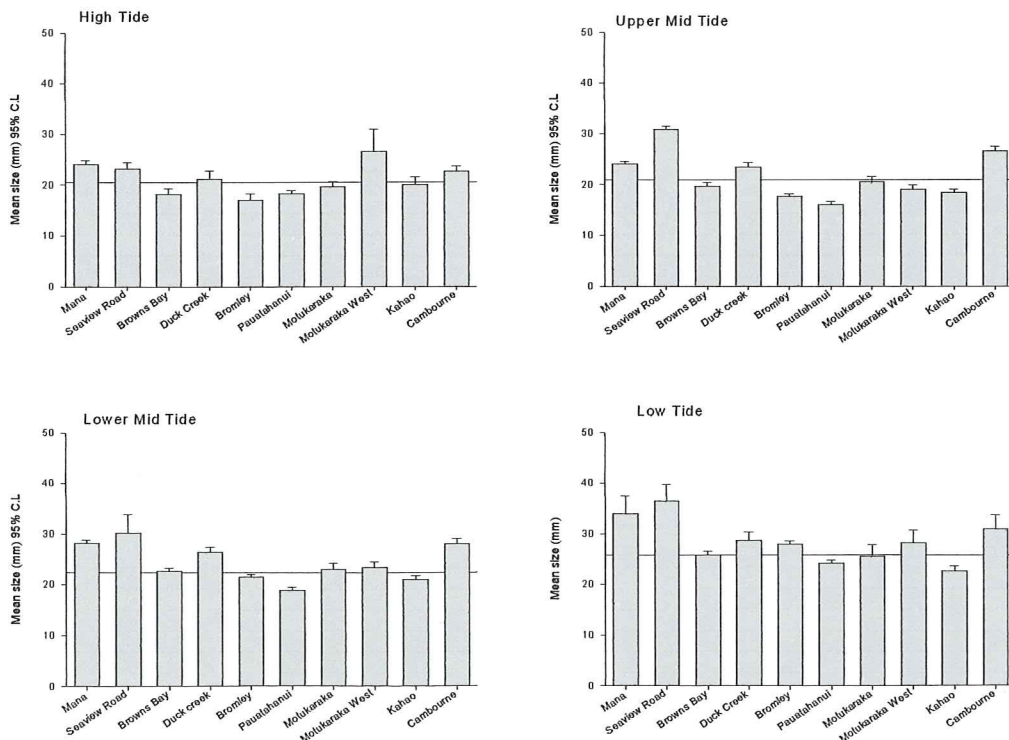 High Tide
50
40
30
20
10
0
Mean size (mm) 95% C.L
Mana
Seaview Road
Browns Bay
Duck Creek
Bromley
Pauatahanui
Motukaraka
Motukaraka West
Kahao
Cambourne
Upper Mid Tide
50
40
30
20
10
0
Mean size (mm) 95% C.L
Mana
Seaview Road
Browns Bay
Duck creek
Bromley
Pauatahanui
Motukaraka
Motukaraka West
Kahao
Cambourne
Lower Mid Tide
50
40
30
20
10
0
Mean size (mm) 95% C.L
Mana
Seaview Road
Browns Bay
Duck creek
Bromley
Pauatahanui
Motukaraka
Motukaraka West
Kahao
Cambourne
Low Tide
50
40
30
20
10
0
Mean size (mm)
Mana
Seaview Road
Browns Bay
Duck Creek
Bromley
Pauatahanui
Motukaraka
Motukaraka West
Kahao
Cambourne